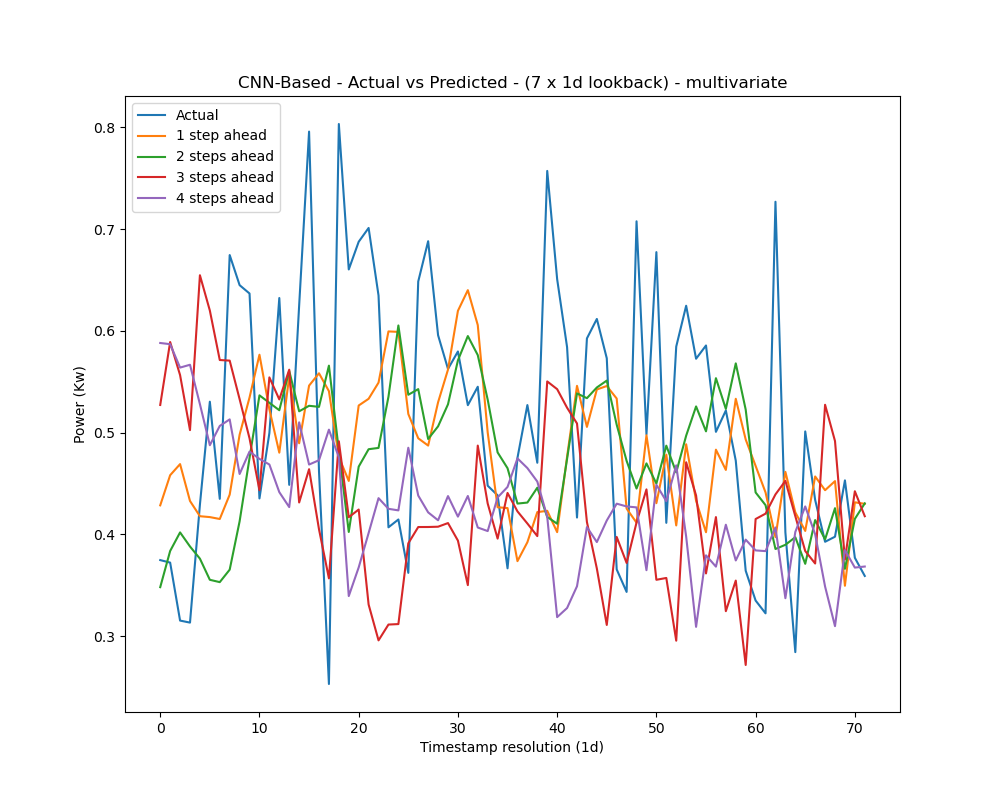 CNN-Based - Actual vs Predicted - (7 x 1d lookback) - multivariate
Actual
1 step ahead
2 steps ahead
3 steps ahead
4 steps ahead
0.8
0.7
0.6
0.5
0.4
0.3
Power (Kw)
0 10 20 30 40 50 60 70
Timestamp resolution (1d)